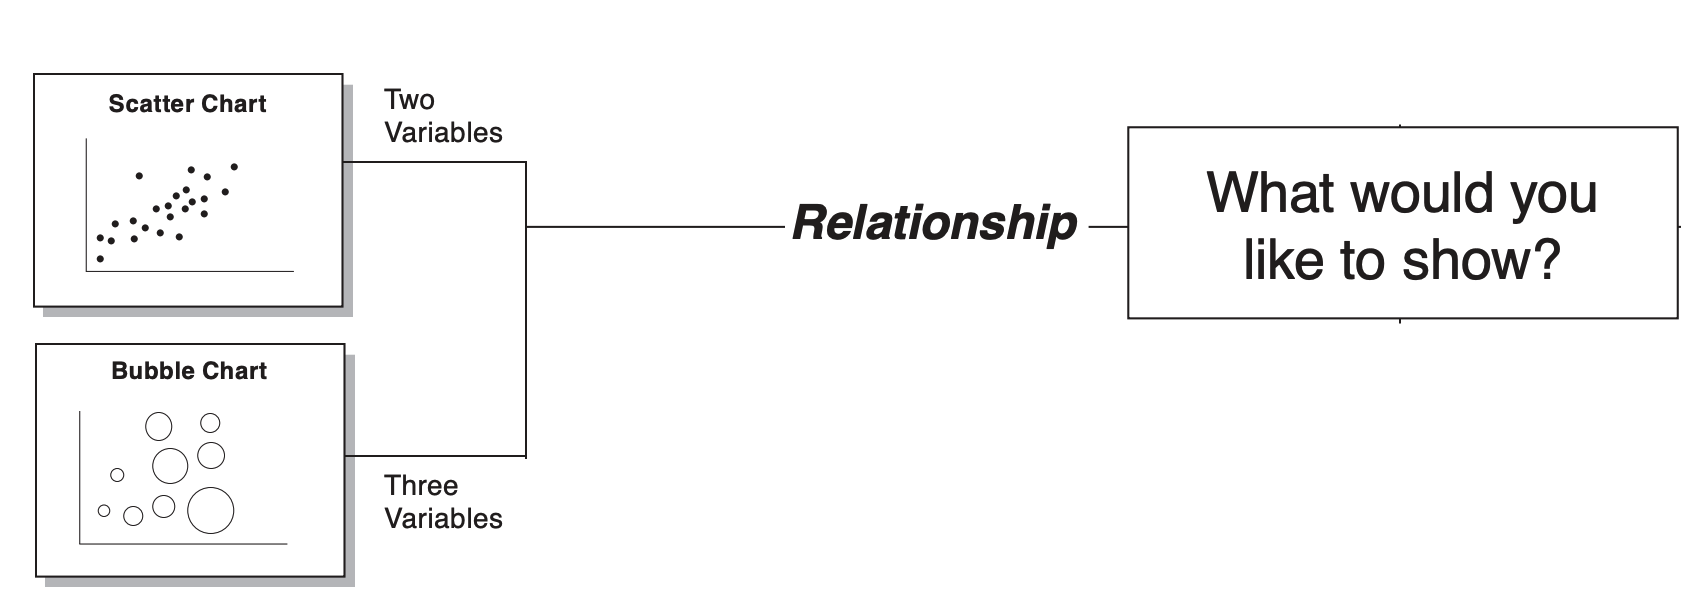 Scatter Chart
Two
Variables
Relationship
What would you
like to show?
Bubble Chart
Three
Variables